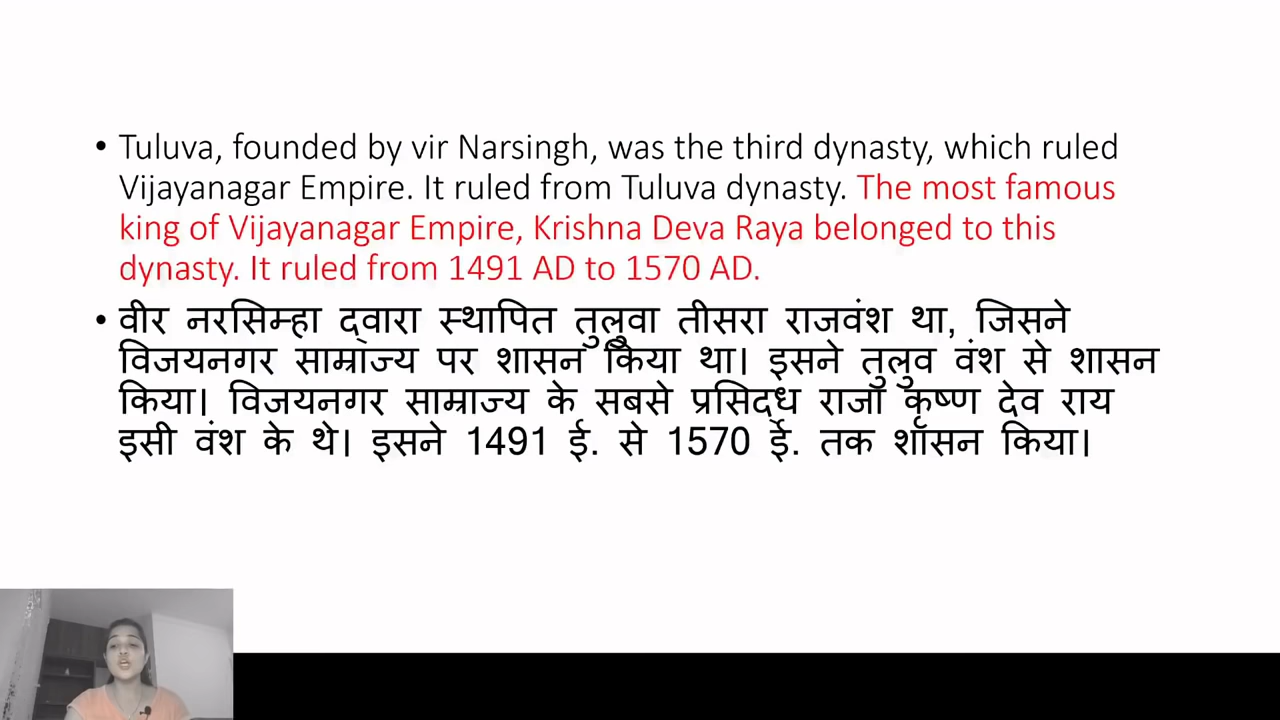 • Tuluva, founded by vir Narsingh, was the third dynasty, which ruled
Vijayanagar Empire. It ruled from Tuluva dynasty. The most famous
king of Vijayanagar Empire, Krishna Deva Raya belonged to this
dynasty. It ruled from 1491 AD to 1570 AD.
• वीर नरसिम्हा द्वारा स्थापित तुलुवा तीसरा राजवंश था, जिसने
विजयनगर साम्राज्य पर शासन किया था। इसने तुलुव वंश से शासन
किया। विजयनगर साम्राज्य के सबसे प्रसिद्ध राजा कृष्ण देव राय
इसी वंश के थे। इसने 1491 ई. से 1570 ई. तक शासन किया।